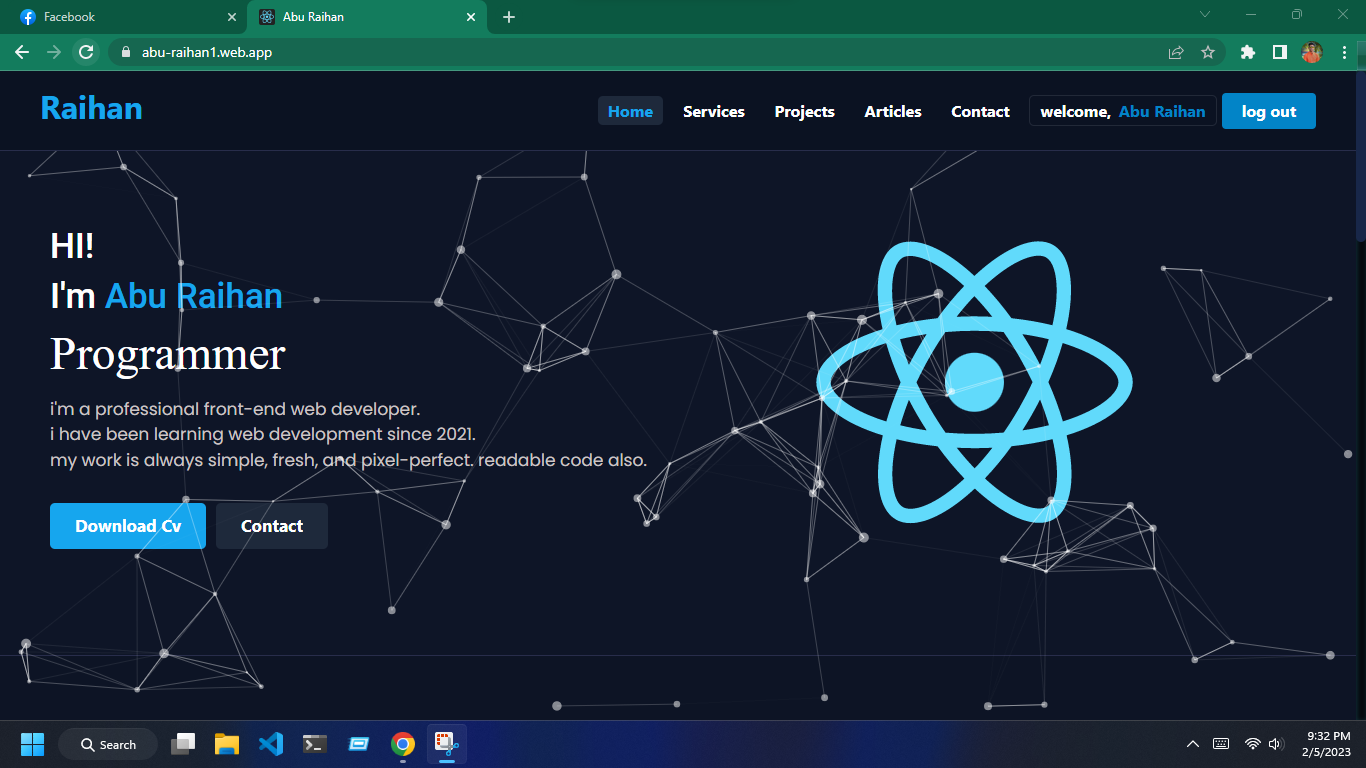 Facebook
Abu Raihan
abu-raihan1.web.app
Raihan
Home
Services
Projects
Articles
Contact
welcome, Abu Raihan
log out
HI!
I'm Abu Raihan
Programmer
i'm a professional front-end web developer.
i have been learning web development since 2021.
my work is always simple, fresh, and pixel-perfect. readable code also.
Download Cv
Contact
Search
9:32 PM
2/5/2023